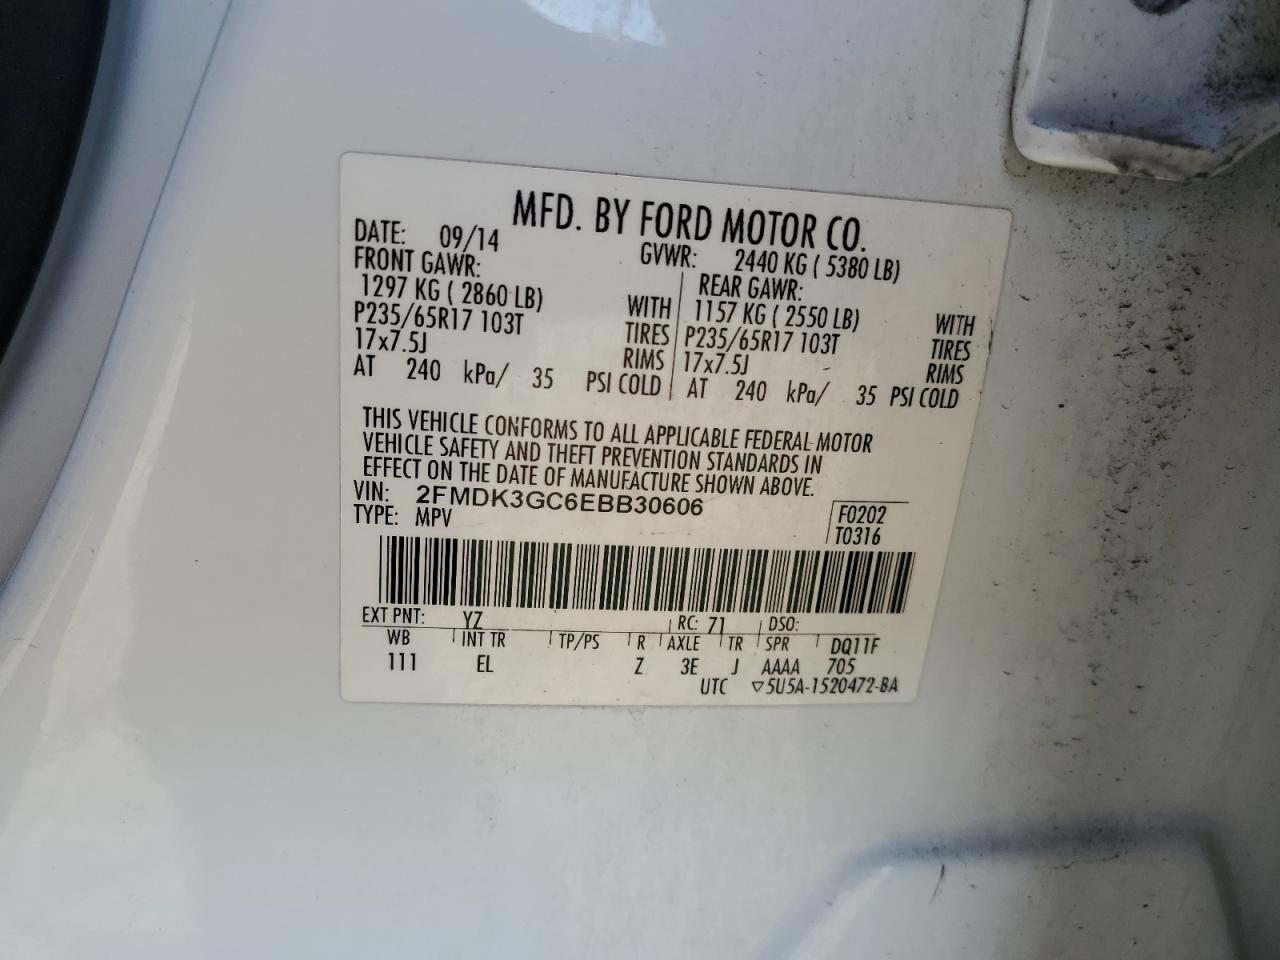 MFD. BY FORD MOTOR CO.
DATE: 09/14 GVWR: 2440 KG ( 5380 LB)
FRONT GAWR: REAR GAWR:
1297 KG ( 2860 LB) WITH 1157 KG ( 2550 LB) WITH
P235/65R17 103T TIRES P235/65R17 103T TIRES
17x7.5J RIMS 17x7.5J RIMS
AT 240 kPa/ 35 PSI COLD AT 240 kPa/ 35 PSI COLD
THIS VEHICLE CONFORMS TO ALL APPLICABLE FEDERAL MOTOR
VEHICLE SAFETY AND THEFT PREVENTION STANDARDS IN
EFFECT ON THE DATE OF MANUFACTURE SHOWN ABOVE.
VIN: 2FMDK3GC6EBB30606 F0202
TYPE: MPV T0316
EXT PNT: YZ RC: 71 DSO:
WB INT TR TP/PS R AXLE TR SPR DQ11F
111 EL Z 3E J AAAA 705
UTC ▽5U5A-1520472-BA